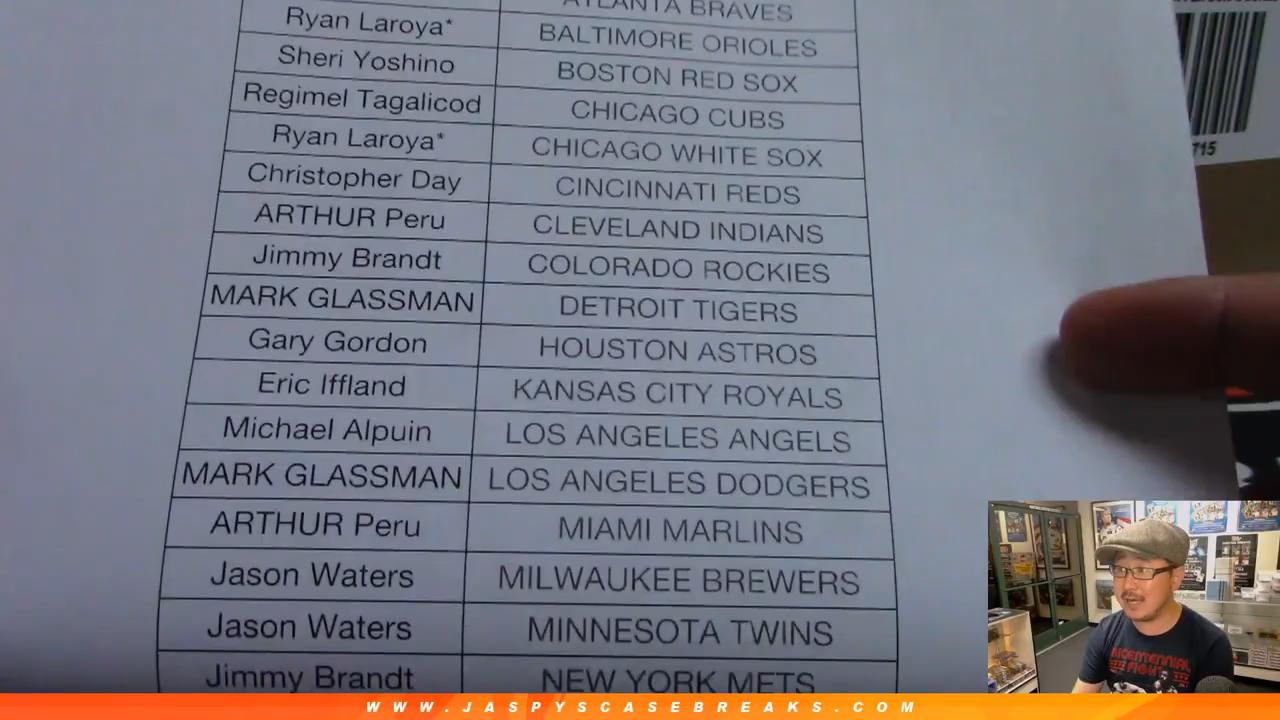 ATLANTA BRAVES
Ryan Laroya* BALTIMORE ORIOLES
Sheri Yoshino BOSTON RED SOX
Regimel Tagalicod CHICAGO CUBS
Ryan Laroya* CHICAGO WHITE SOX
Christopher Day CINCINNATI REDS
ARTHUR Peru CLEVELAND INDIANS
Jimmy Brandt COLORADO ROCKIES
MARK GLASSMAN DETROIT TIGERS
Gary Gordon HOUSTON ASTROS
Eric Iffland KANSAS CITY ROYALS
Michael Alpuin LOS ANGELES ANGELS
MARK GLASSMAN LOS ANGELES DODGERS
ARTHUR Peru MIAMI MARLINS
Jason Waters MILWAUKEE BREWERS
Jason Waters MINNESOTA TWINS
Jimmy Brandt NEW YORK METS
715
BICENTENNIAL
FIGHT
WWW.JASPYSCASEBREAKS.COM